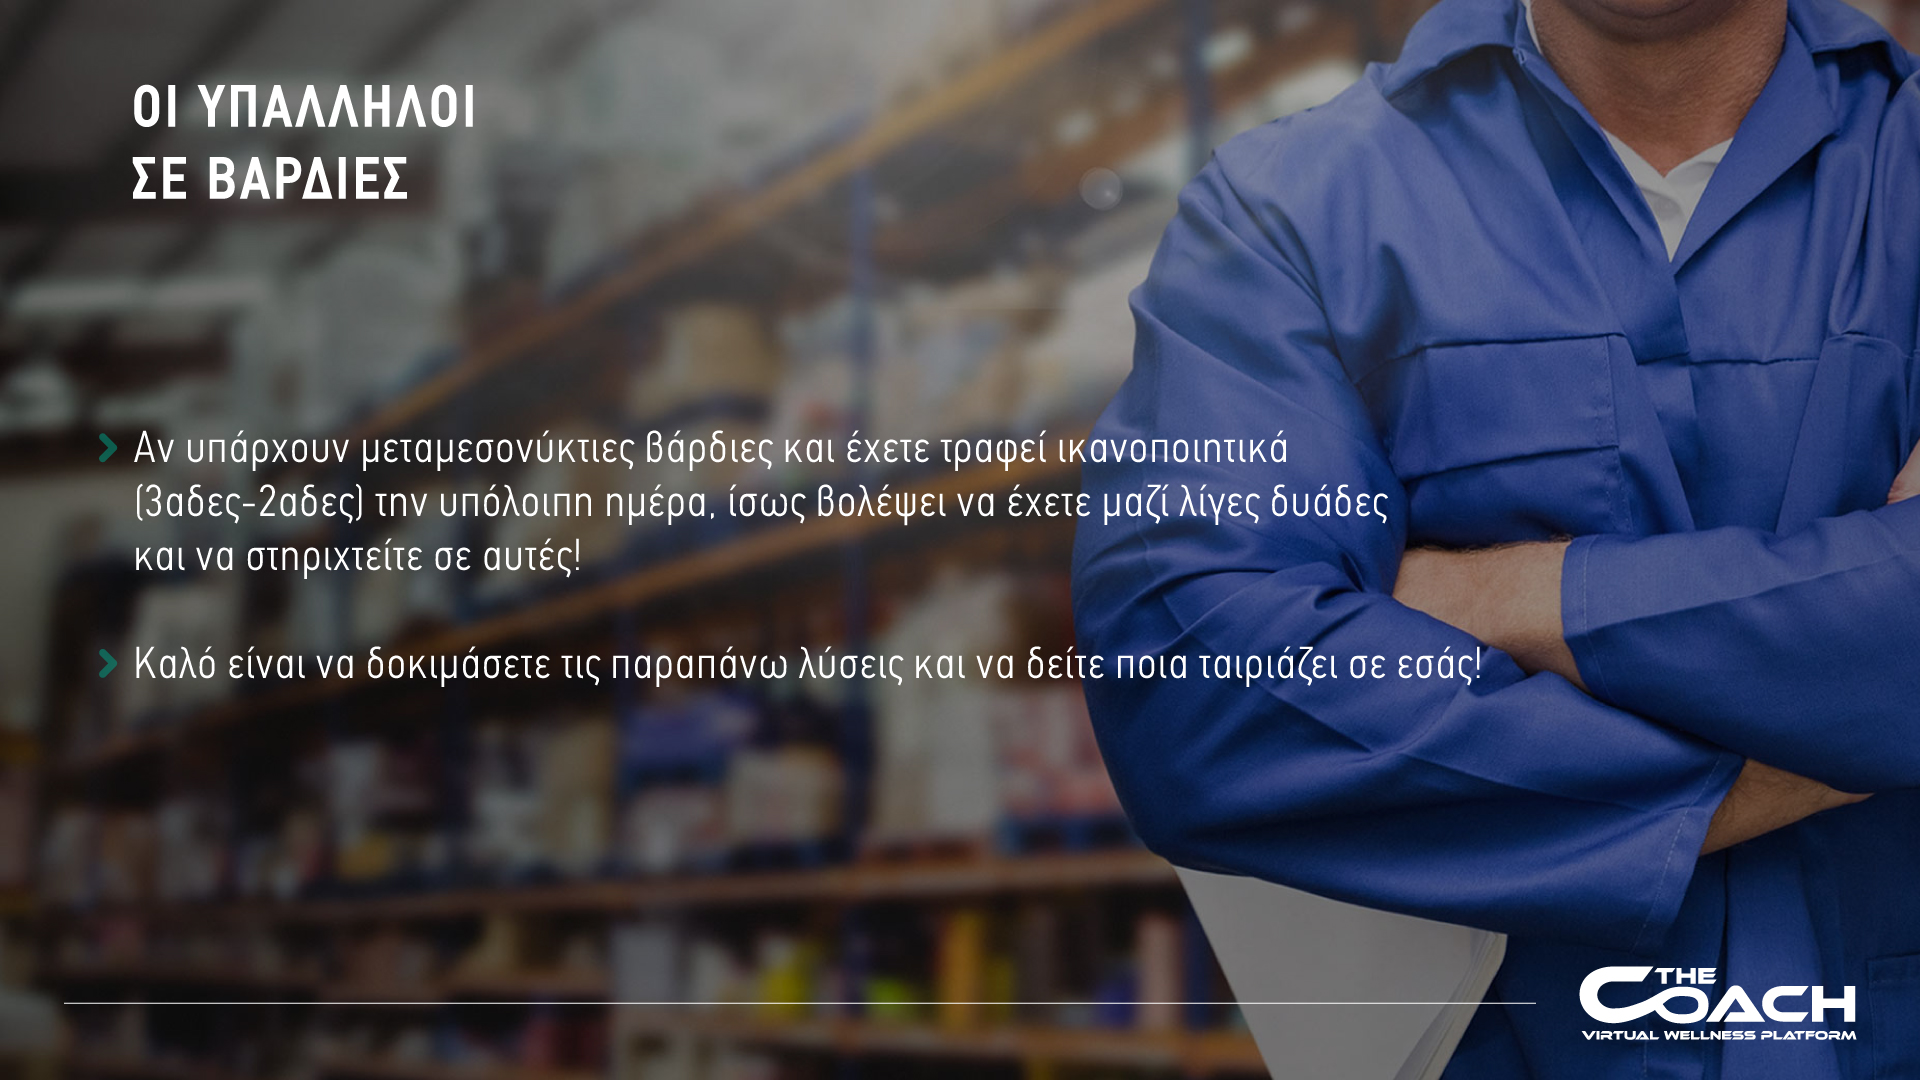 ΟΙ ΥΠΑΛΛΗΛΟΙ
ΣΕ ΒΑΡΔΙΕΣ
Αν υπάρχουν μεταμεσονύκτιες βάρδιες και έχετε τραφεί ικανοποιητικά
(3αδες-2αδες) την υπόλοιπη ημέρα, ίσως βολέψει να έχετε μαζί λίγες δυάδες
και να στηριχτείτε σε αυτές!
Καλό είναι να δοκιμάσετε τις παραπάνω λύσεις και να δείτε ποια ταιριάζει σε εσάς!
THE
COACH
VIRTUAL WELLNESS PLATFORM